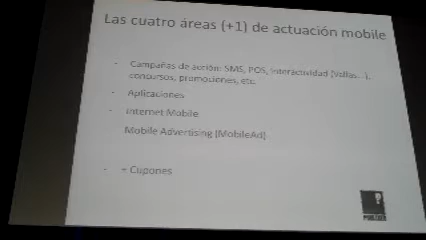 Las cuatro áreas (+1) de actuación mobile
- Campañas de acción: SMS, POS, interactividad (Vallas...),
concursos, promociones, etc.
- Aplicaciones
- Internet Mobile
Mobile Advertising (MobileAd)
- + Cupones